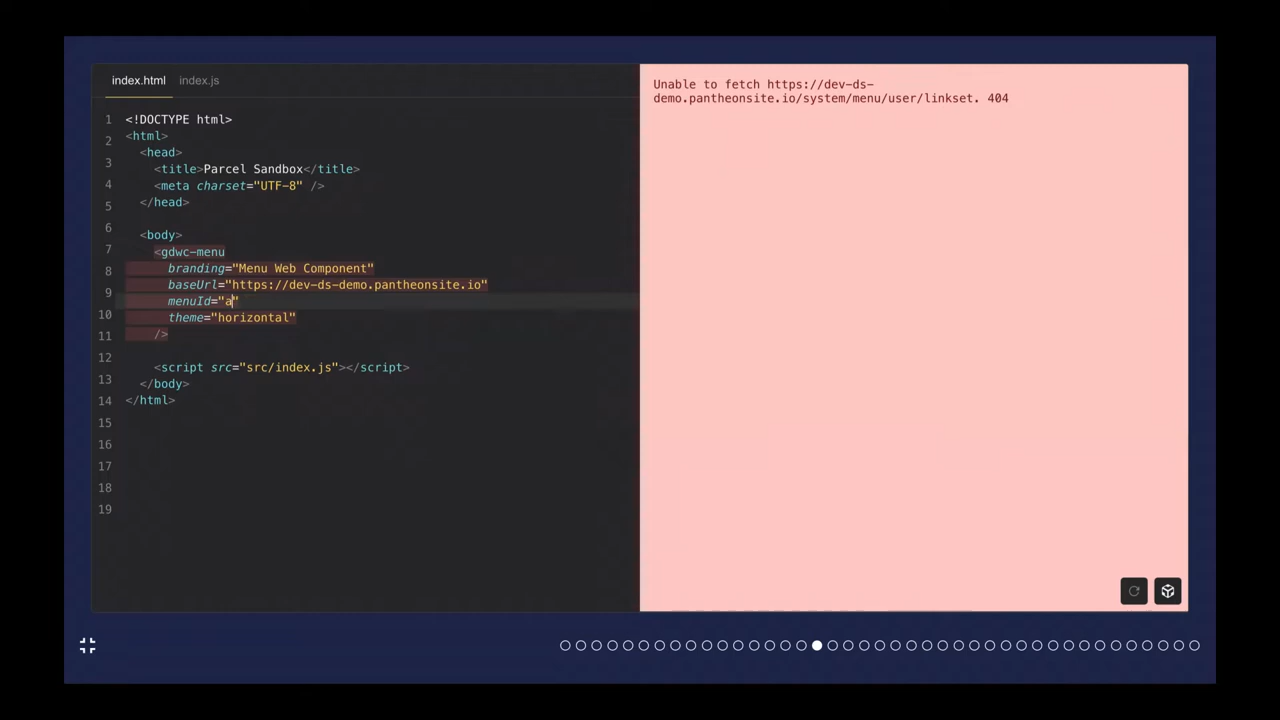 index.html index.js
1 <!DOCTYPE html>
2 <html>
3 <head>
4 <title>Parcel Sandbox</title>
5 <meta charset="UTF-8" />
6 </head>
7
8 <body>
9 <gdwc-menu
10 branding="Menu Web Component"
11 baseUrl="https://dev-ds-demo.pantheonsite.io"
12 menuId="a"
13 theme="horizontal"
14 />
15
16 <script src="src/index.js"></script>
17 </body>
18 </html>
19
Unable to fetch https://dev-ds-
demo.pantheonsite.io/system/menu/user/linkset. 404